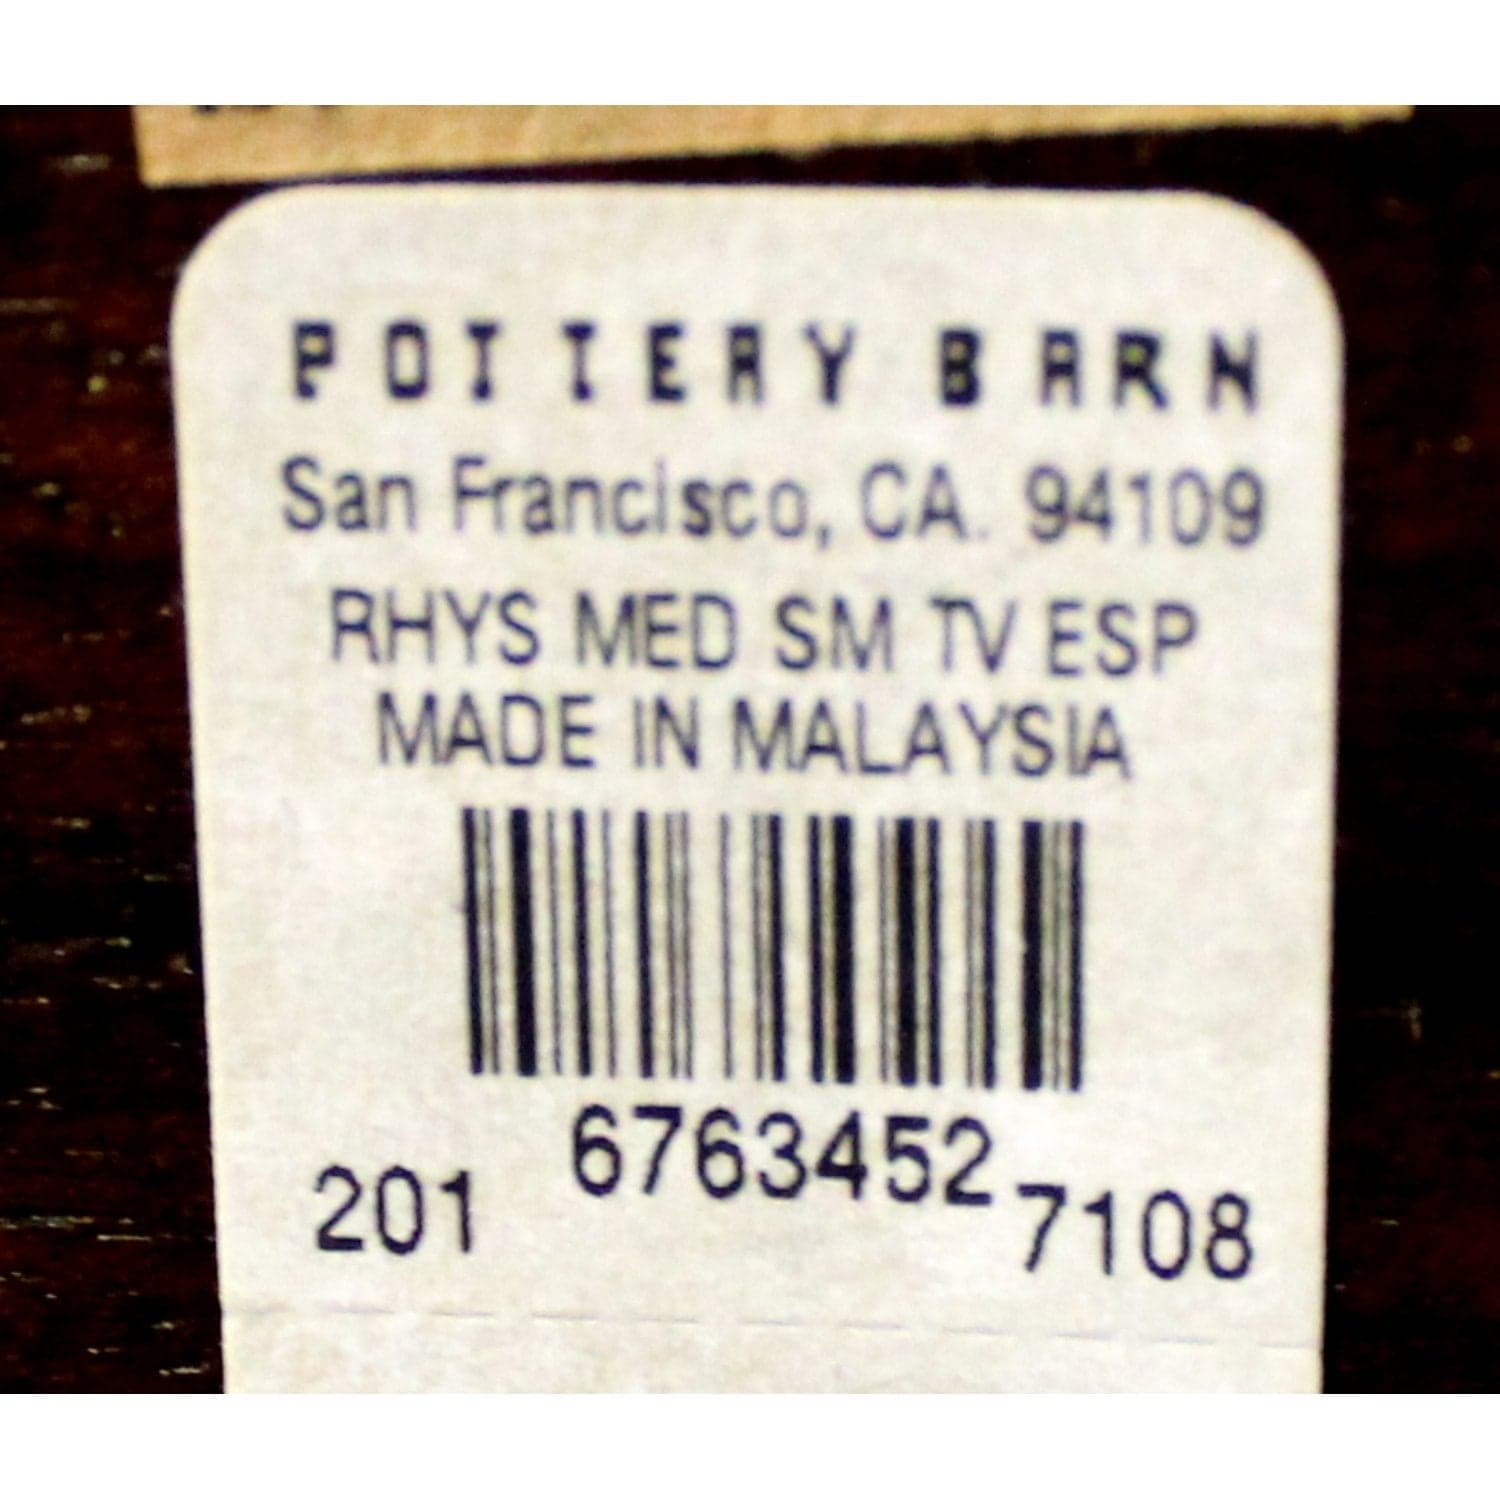 POTTERY BARN
San Francisco, CA. 94109
RHYS MED SM TV ESP
MADE IN MALAYSIA
6763452
201 7108